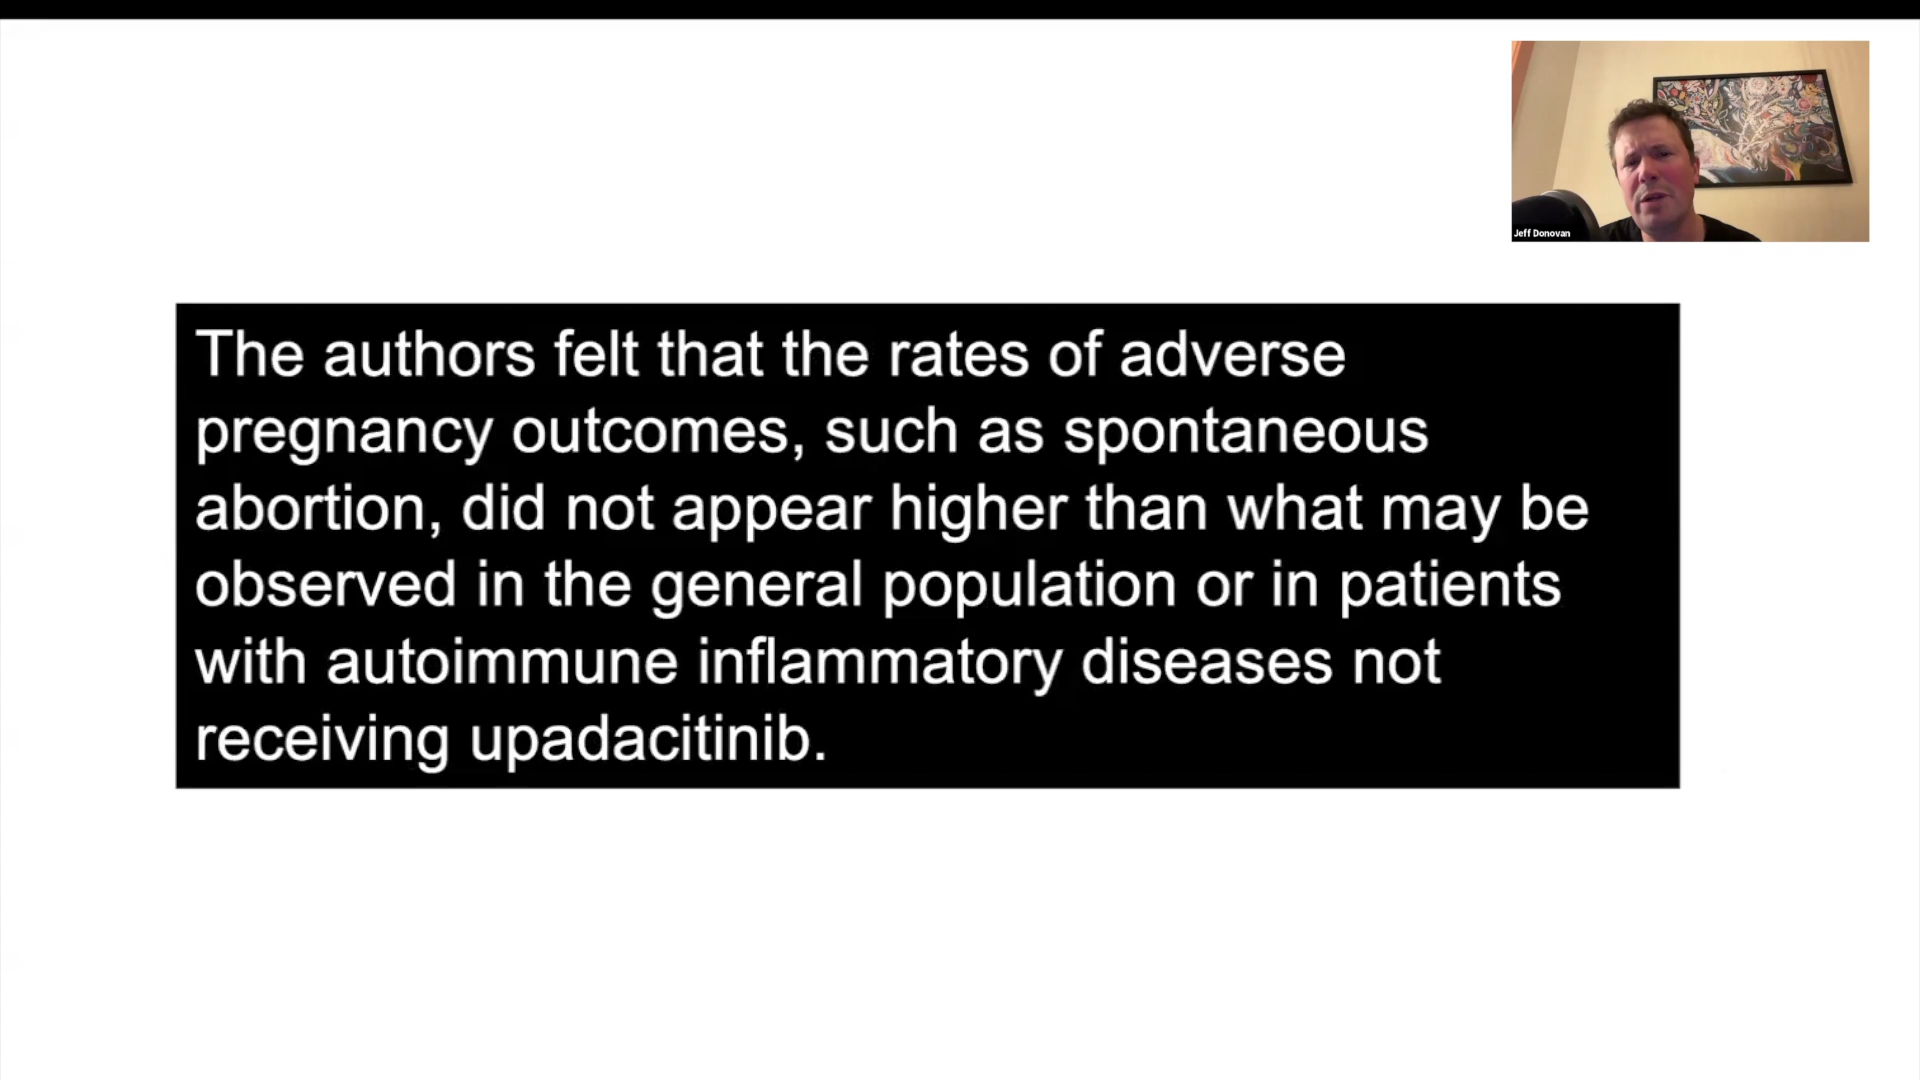 Jeff Donovan
The authors felt that the rates of adverse
pregnancy outcomes, such as spontaneous
abortion, did not appear higher than what may be
observed in the general population or in patients
with autoimmune inflammatory diseases not
receiving upadacitinib.